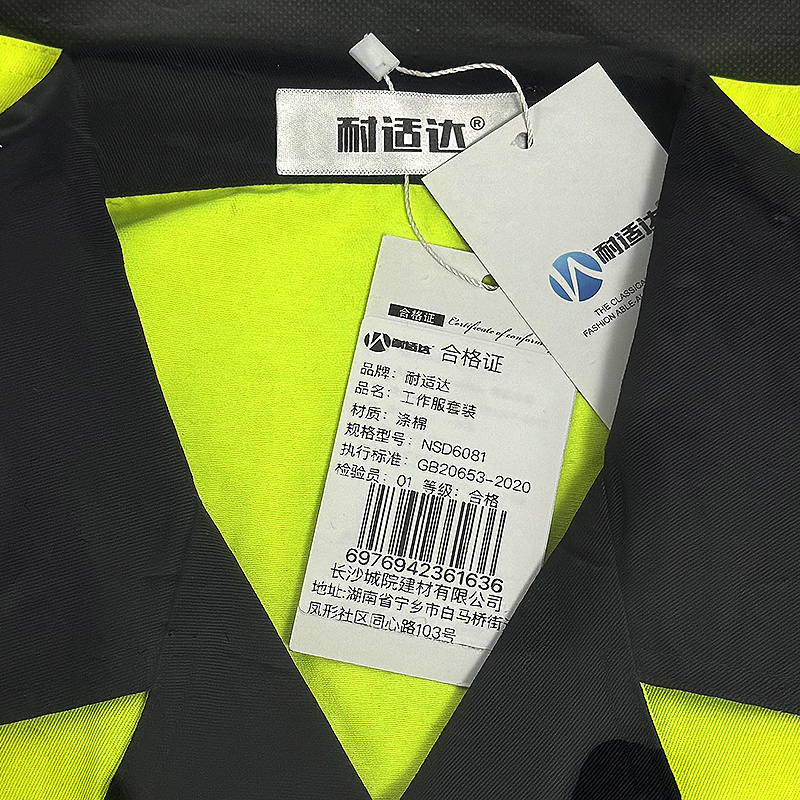 耐适达®
耐适达
THE CLASSICA
FASHION ABLE.A
合格证 Certificate of conform
耐适达 合格证
品牌：耐适达
品名：工作服套装
材质：涤棉
规格型号：NSD6081
执行标准：GB20653-2020
检验员：01 等级：合格
6976942361636
长沙城院建材有限公司
地址:湖南省宁乡市白马桥街
凤形社区同心路103号